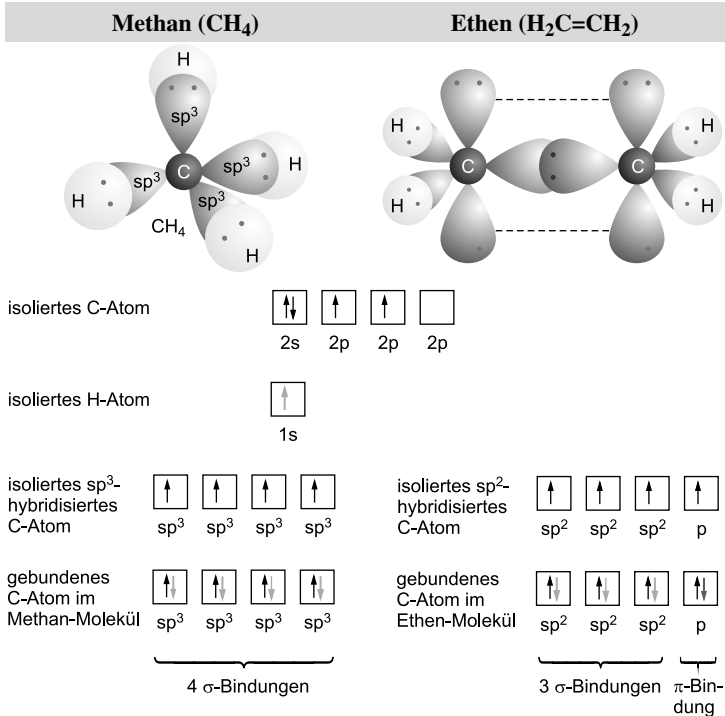 Methan (CH₄)
Ethen (H₂C=CH₂)
H
sp³
C
sp³
H
sp³
H
sp³
H
CH₄
H
H
C
C
H
H
isoliertes C-Atom
2s 2p 2p 2p
isoliertes H-Atom
1s
isoliertes sp³-
hybridisiertes
C-Atom
sp³ sp³ sp³ sp³
isoliertes sp²-
hybridisiertes
C-Atom
sp² sp² sp² p
gebundenes
C-Atom im
Methan-Molekül
sp³ sp³ sp³ sp³
gebundenes
C-Atom im
Ethen-Molekül
sp² sp² sp² p
4 σ-Bindungen
3 σ-Bindungen
π-Bin-
dung